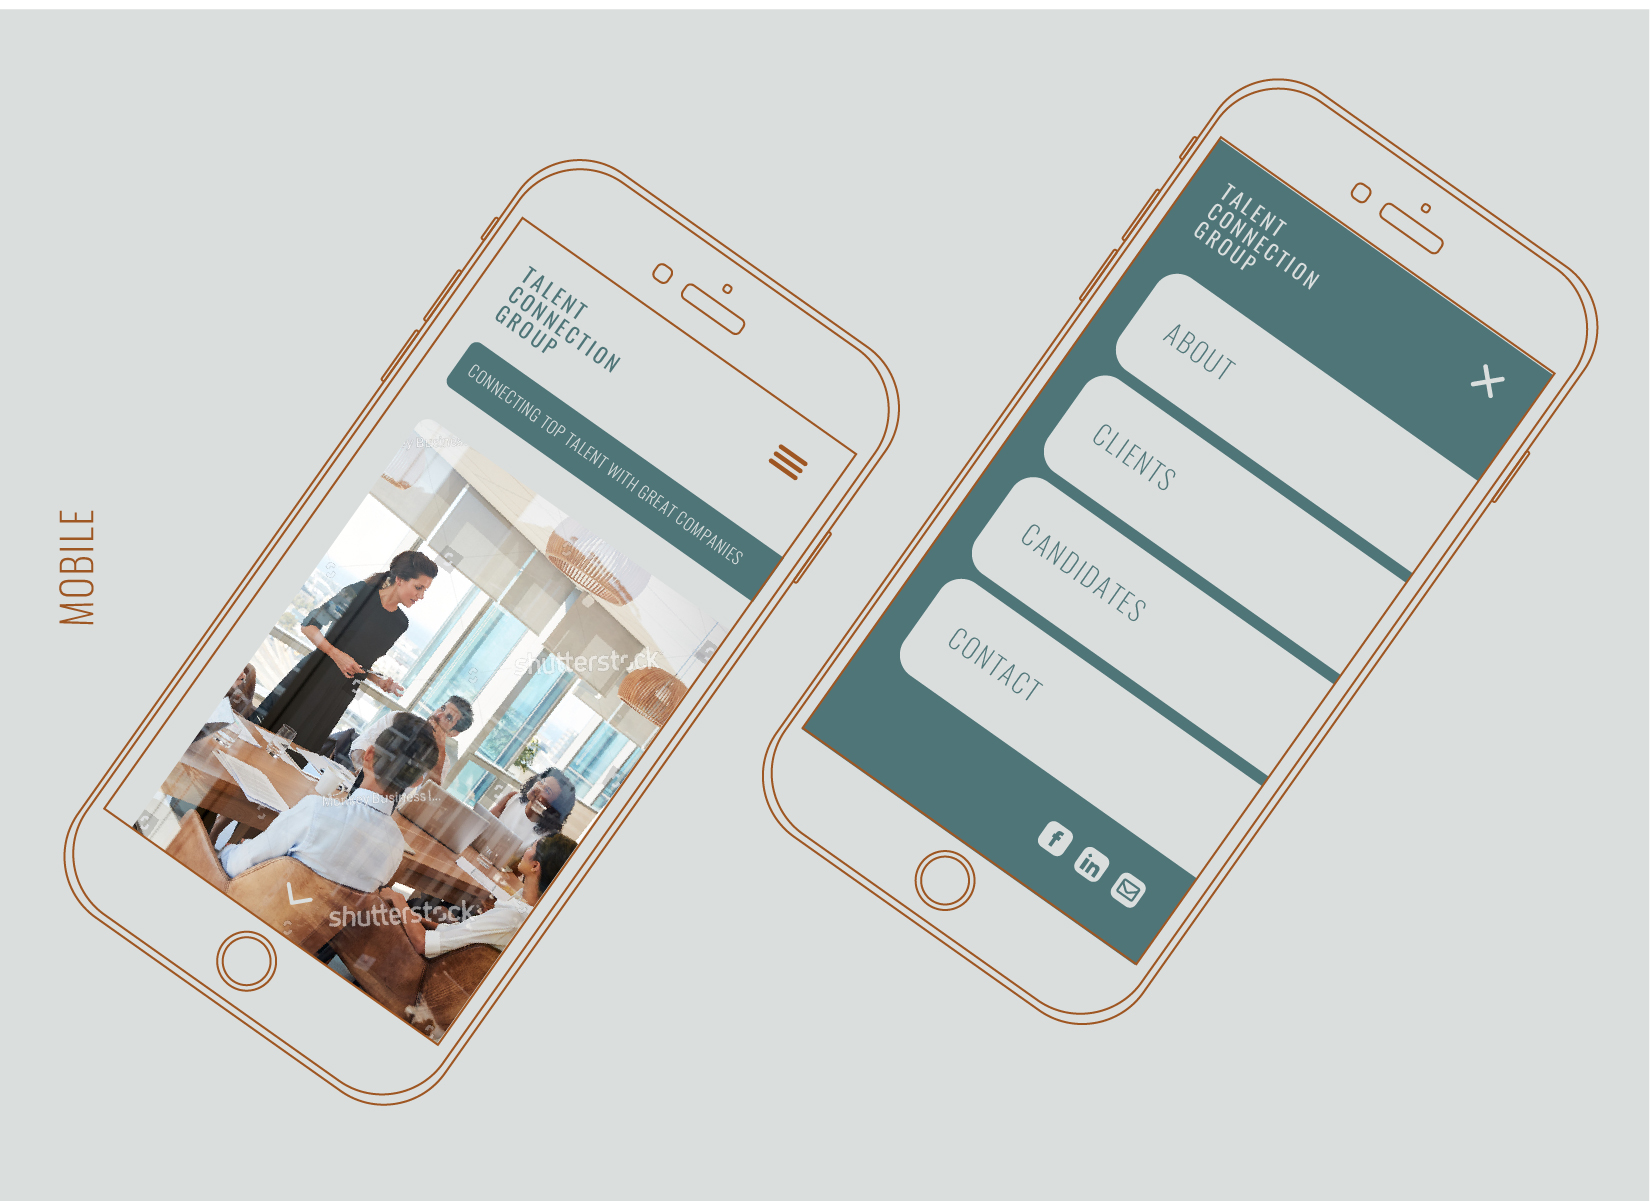 MOBILE
TALENT
CONNECTION
GROUP
CONNECTING TOP TALENT WITH GREAT COMPANIES
shutterstock
shutterstock
TALENT
CONNECTION
GROUP
ABOUT
CLIENTS
CANDIDATES
CONTACT
f
in